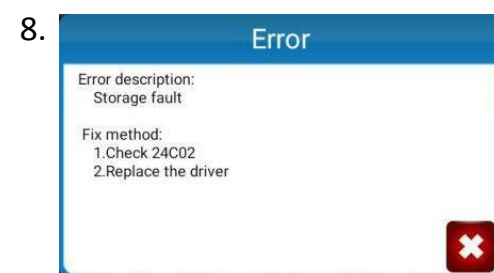 8.
Error
Error description:
Storage fault
Fix method:
1.Check 24C02
2.Replace the driver